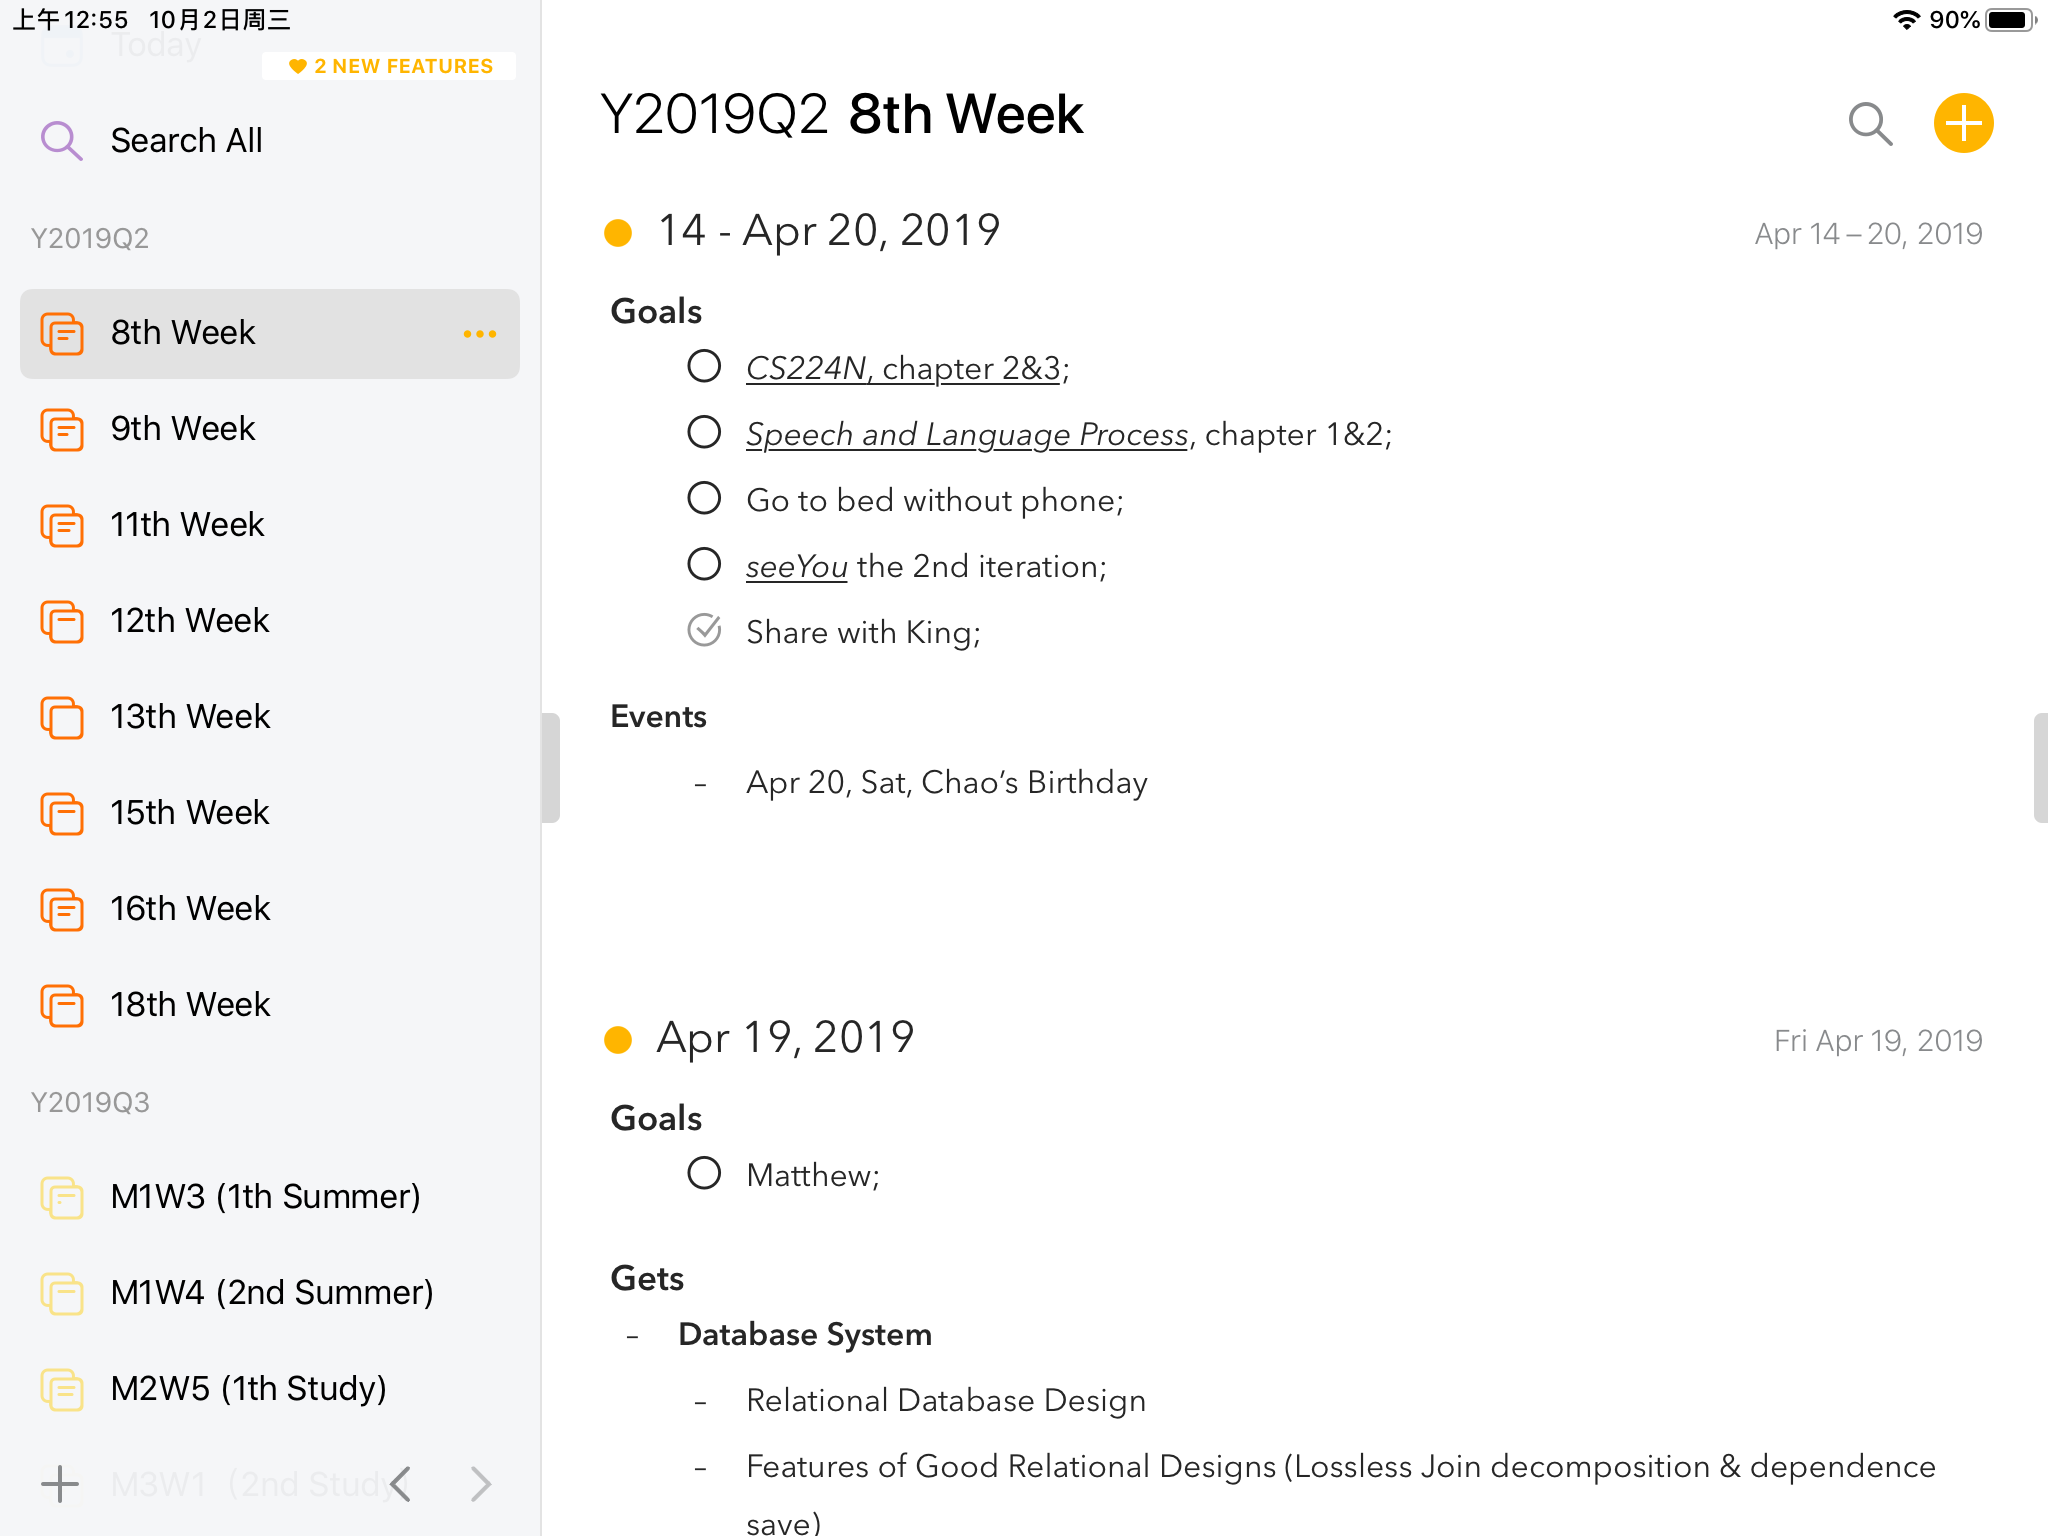 上午12:55 10月2日周三
90%
Today
2 NEW FEATURES
Search All
Y2019Q2
8th Week
9th Week
11th Week
12th Week
13th Week
15th Week
16th Week
18th Week
Y2019Q3
M1W3 (1th Summer)
M1W4 (2nd Summer)
M2W5 (1th Study)
M3W1 (2nd Study)
Y2019Q2 8th Week
14 - Apr 20, 2019
Apr 14 – 20, 2019
Goals
CS224N, chapter 2&3;
Speech and Language Process, chapter 1&2;
Go to bed without phone;
seeYou the 2nd iteration;
Share with King;
Events
- Apr 20, Sat, Chao’s Birthday
Apr 19, 2019
Fri Apr 19, 2019
Goals
Matthew;
Gets
- Database System
- Relational Database Design
- Features of Good Relational Designs (Lossless Join decomposition & dependence
save)